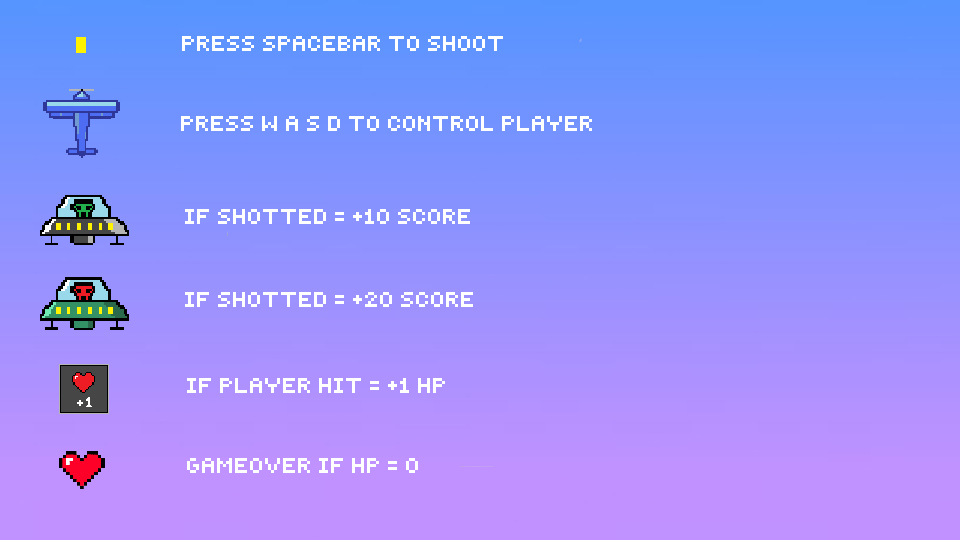 PRESS SPACEBAR TO SHOOT
PRESS W A S D TO CONTROL PLAYER
IF SHOTTED = +10 SCORE
IF SHOTTED = +20 SCORE
+1
IF PLAYER HIT = +1 HP
GAMEOVER IF HP = 0